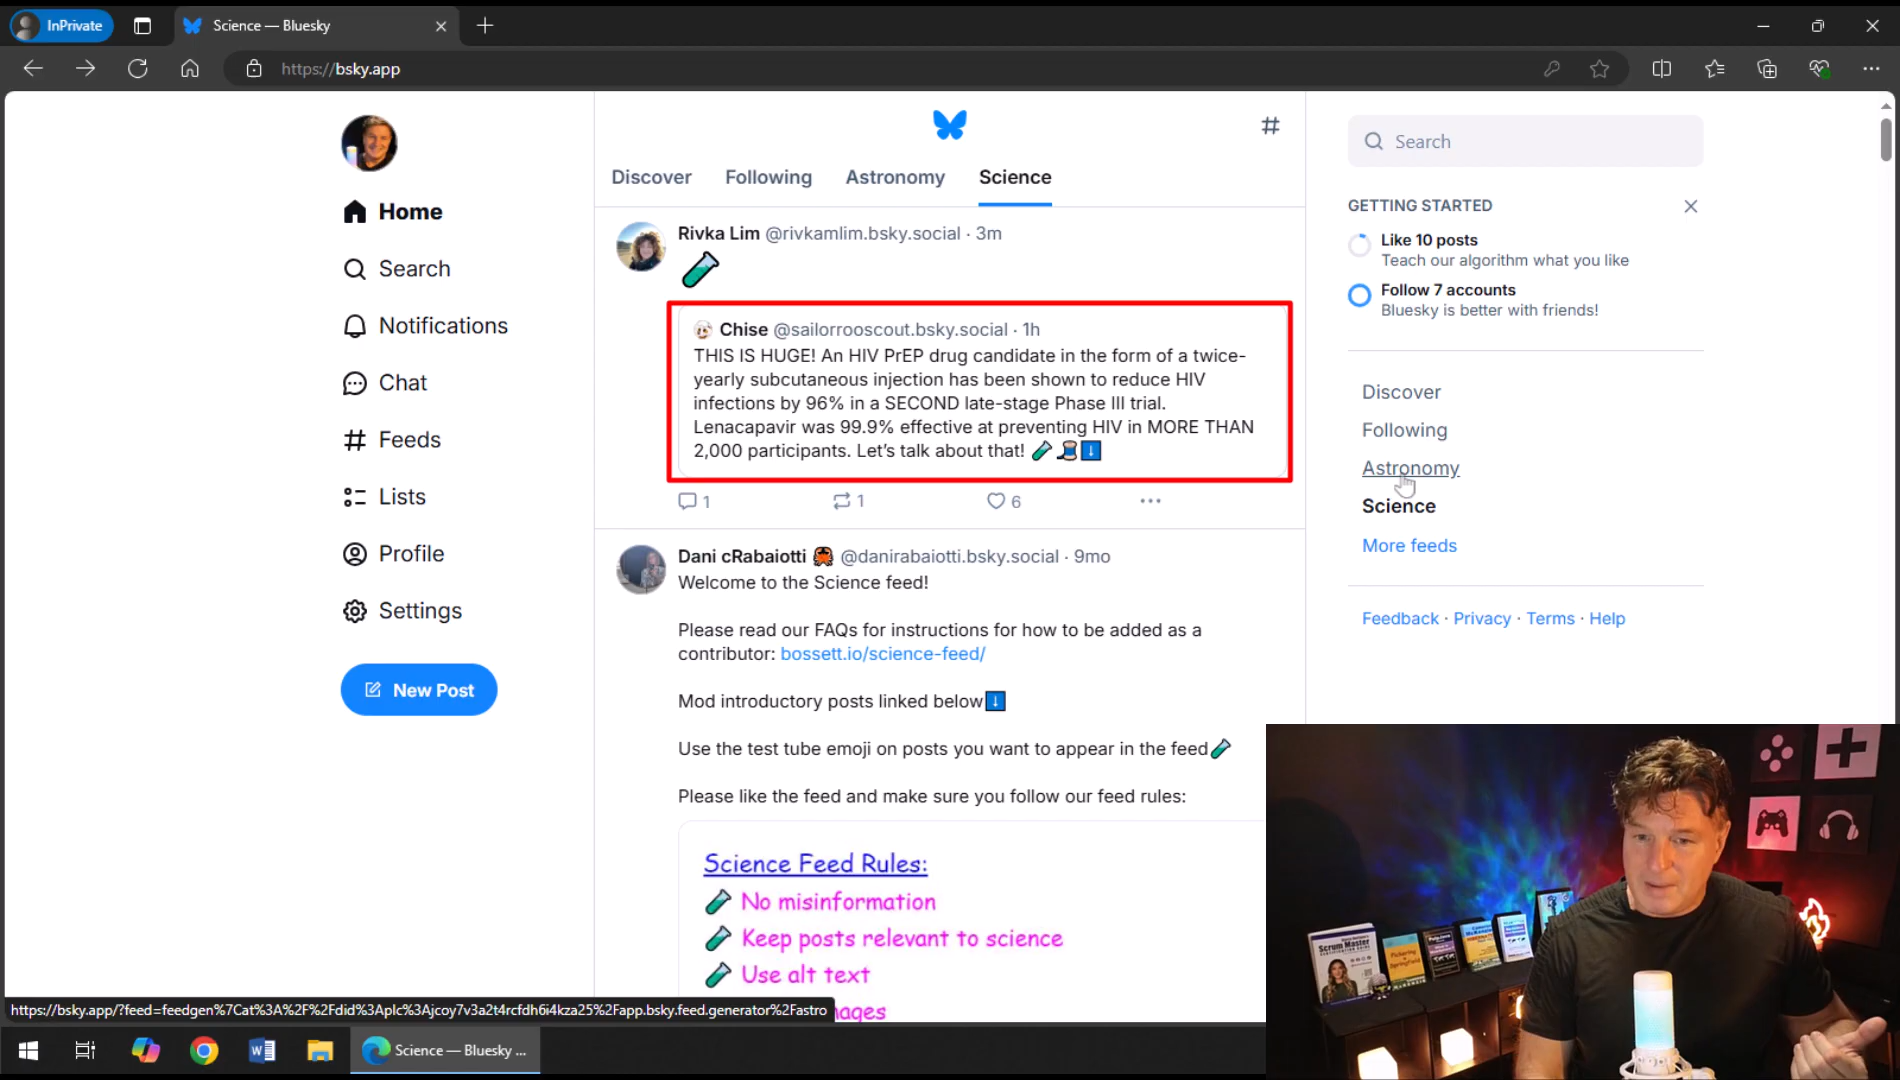 InPrivate
Science — Bluesky
https://bsky.app
Home
Search
Notifications
Chat
Feeds
Lists
Profile
Settings
New Post
Discover Following Astronomy Science
Rivka Lim @rivkamlim.bsky.social · 3m
Chise @sailorrooscout.bsky.social · 1h
THIS IS HUGE! An HIV PrEP drug candidate in the form of a twice-
yearly subcutaneous injection has been shown to reduce HIV
infections by 96% in a SECOND late-stage Phase III trial.
Lenacapavir was 99.9% effective at preventing HIV in MORE THAN
2,000 participants. Let's talk about that!
1 1 6
Dani cRabaiotti @danirabaiotti.bsky.social · 9mo
Welcome to the Science feed!
Please read our FAQs for instructions for how to be added as a
contributor: bossett.io/science-feed/
Mod introductory posts linked below
Use the test tube emoji on posts you want to appear in the feed
Please like the feed and make sure you follow our feed rules:
Science Feed Rules:
No misinformation
Keep posts relevant to science
Use alt text
Search
GETTING STARTED
Like 10 posts
Teach our algorithm what you like
Follow 7 accounts
Bluesky is better with friends!
Discover
Following
Astronomy
Science
More feeds
Feedback · Privacy · Terms · Help
Scrum Master
https://bsky.app/?feed=feedgen%7Cat%3A%2F%2Fdid%3Aplc%3Ajcoy7v3a2t4rcfdh6i4kza25%2Fapp.bsky.feed.generator%2Fastro
Science — Bluesky ...